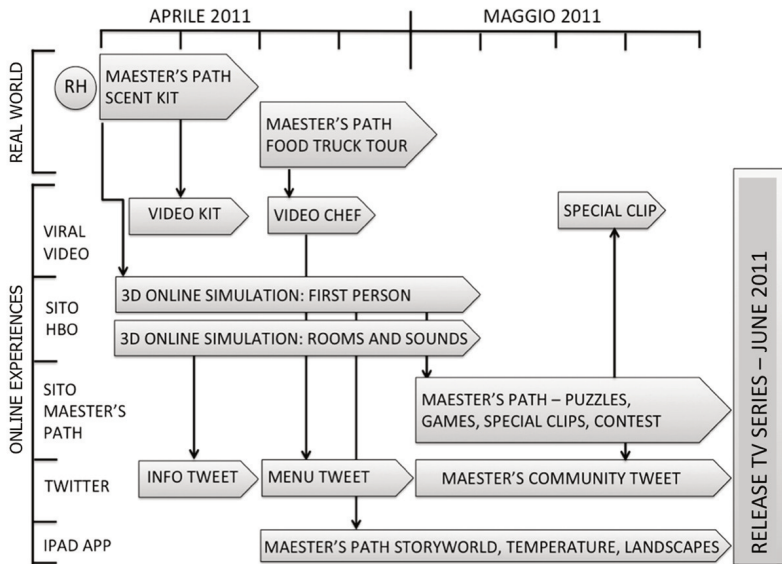 APRILE 2011
MAGGIO 2011
REAL WORLD
RH
MAESTER'S PATH
SCENT KIT
MAESTER'S PATH
FOOD TRUCK TOUR
ONLINE EXPERIENCES
VIRAL
VIDEO
VIDEO KIT
VIDEO CHEF
SPECIAL CLIP
SITO
HBO
3D ONLINE SIMULATION: FIRST PERSON
3D ONLINE SIMULATION: ROOMS AND SOUNDS
SITO
MAESTER'S
PATH
MAESTER'S PATH – PUZZLES,
GAMES, SPECIAL CLIPS, CONTEST
TWITTER
INFO TWEET
MENU TWEET
MAESTER'S COMMUNITY TWEET
IPAD APP
MAESTER'S PATH STORYWORLD, TEMPERATURE, LANDSCAPES
RELEASE TV SERIES – JUNE 2011